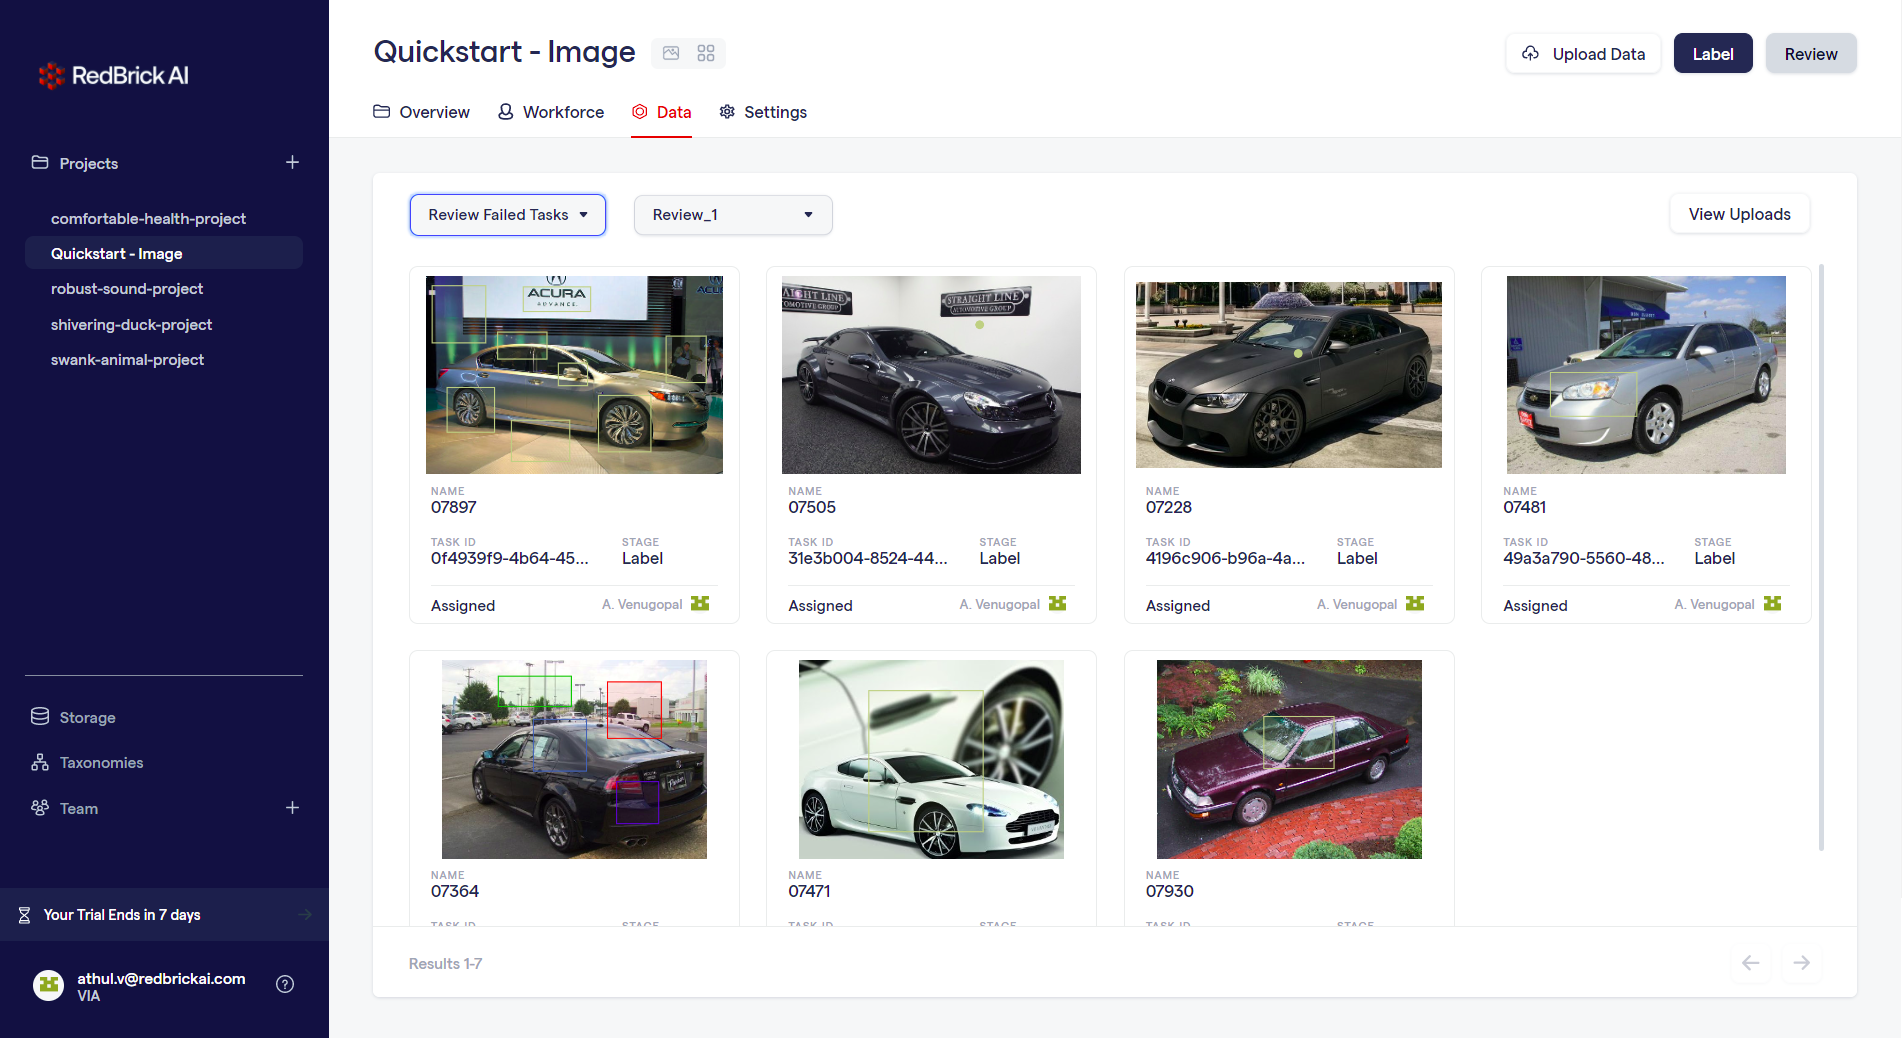 RedBrick AI
Projects
comfortable-health-project
Quickstart - Image
robust-sound-project
shivering-duck-project
swank-animal-project
Storage
Taxonomies
Team
Your Trial Ends in 7 days
athul.v@redbrickai.com
VIA
Quickstart - Image
Upload Data
Label
Review
Overview
Workforce
Data
Settings
Review Failed Tasks
Review_1
View Uploads
ACURA
ADVANCE.
STRAIGHT LINE
AUTOMOTIVE GROUP
NAME
07897
TASK ID
STAGE
0f4939f9-4b64-45...
Label
Assigned
A. Venugopal
NAME
07505
TASK ID
STAGE
31e3b004-8524-44...
Label
Assigned
A. Venugopal
NAME
07228
TASK ID
STAGE
4196c906-b96a-4a...
Label
Assigned
A. Venugopal
NAME
07481
TASK ID
STAGE
49a3a790-5560-48...
Label
Assigned
A. Venugopal
NAME
07364
TASK ID
STAGE
NAME
07471
TASK ID
STAGE
NAME
07930
TASK ID
STAGE
Results 1-7